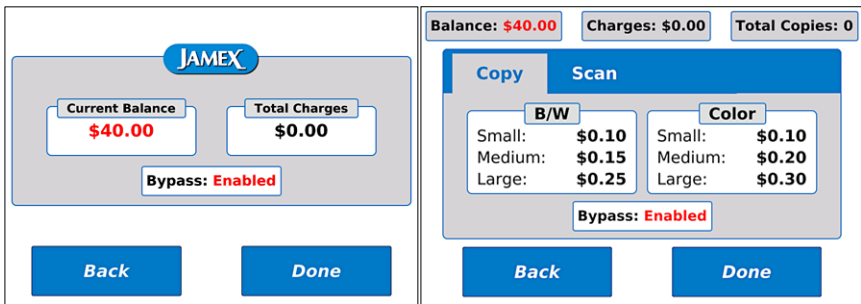 JAMEX
Current Balance
$40.00
Total Charges
$0.00
Bypass: Enabled
Back
Done
Balance: $40.00
Charges: $0.00
Total Copies: 0
Copy
Scan
B/W
Small: $0.10
Medium: $0.15
Large: $0.25
Color
Small: $0.10
Medium: $0.20
Large: $0.30
Bypass: Enabled
Back
Done